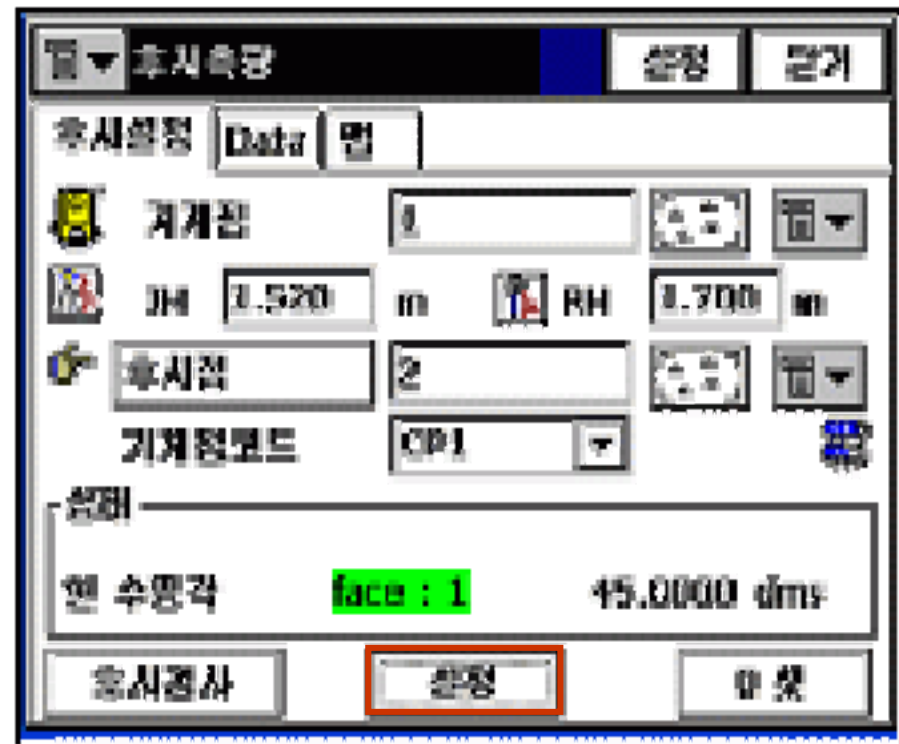 후시측량 설정 닫기
후시설정 Data 맵
기계점 1
IH 1.520 m RH 1.700 m
후시점 2
기계점코드 CP1
상태
현 수평각 face : 1 45.0000 dms
후시검사 설정 0 셋